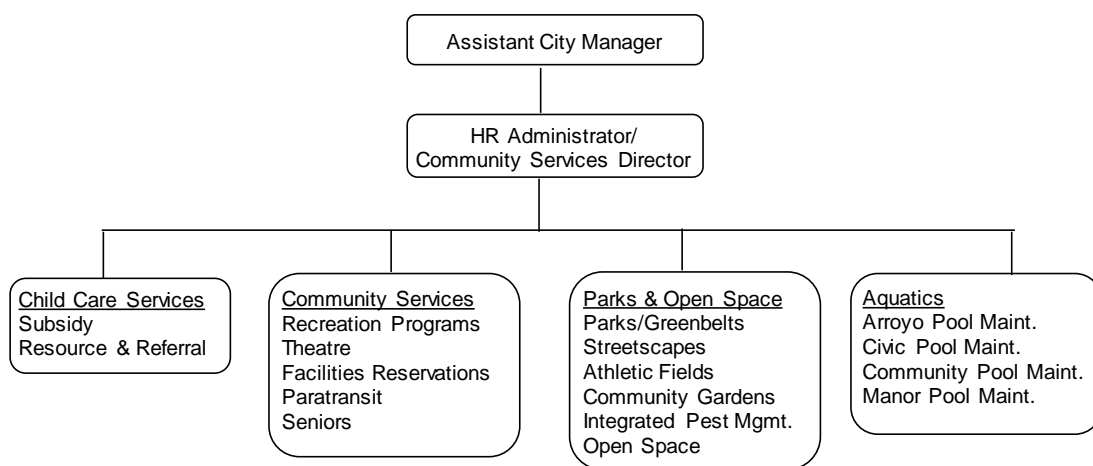 Assistant City Manager
HR Administrator/
Community Services Director
Child Care Services
Subsidy
Resource & Referral
Community Services
Recreation Programs
Theatre
Facilities Reservations
Paratransit
Seniors
Parks & Open Space
Parks/Greenbelts
Streetscapes
Athletic Fields
Community Gardens
Integrated Pest Mgmt.
Open Space
Aquatics
Arroyo Pool Maint.
Civic Pool Maint.
Community Pool Maint.
Manor Pool Maint.